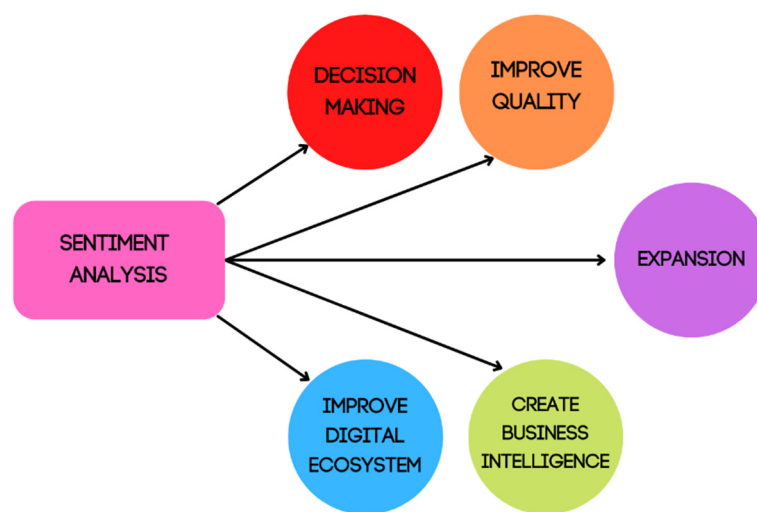 DECISION
MAKING
IMPROVE
QUALITY
SENTIMENT
ANALYSIS
EXPANSION
IMPROVE
DIGITAL
ECOSYSTEM
CREATE
BUSINESS
INTELLIGENCE